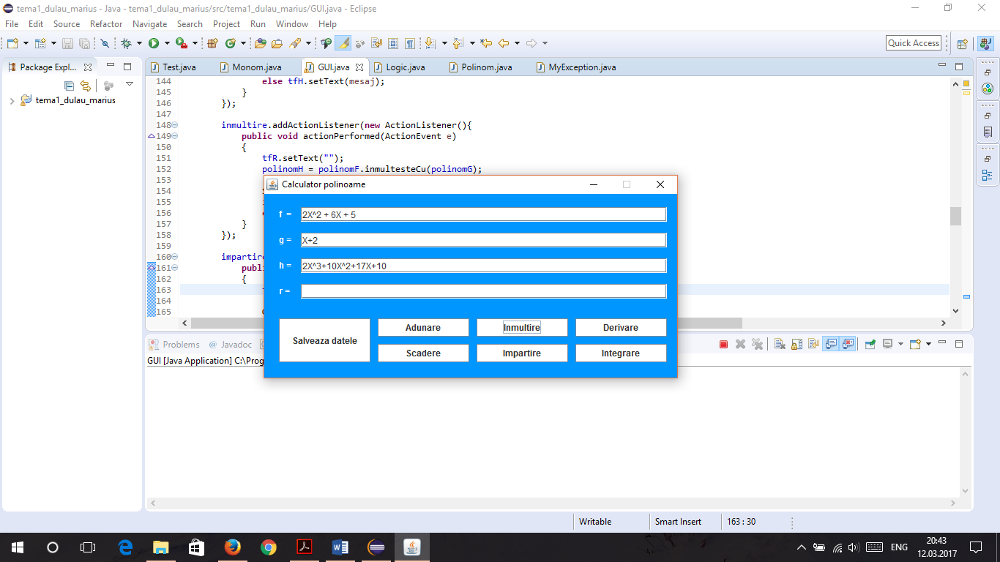 tema1_dulau_marius - Java - tema1_dulau_marius/src/tema1_dulau_marius/GUI.java - Eclipse
File Edit Source Refactor Navigate Search Project Run Window Help
Quick Access
Package Expl...
Test.java Monom.java GUI.java Logic.java Polinom.java MyException.java
tema1_dulau_marius
144 else tfH.setText(mesaj);
145 }
146 });
147
148 inmultire.addActionListener(new ActionListener(){
149 public void actionPerformed(ActionEvent e)
150 {
151 tfR.setText("");
152 polinomH = polinomF.inmultesteCu(polinomG);
153
154
155
156
157 }
158 });
159
160 impartire
161 publi
162 {
163
164
165
Calculator polinoame
f = 2X^2 + 6X + 5
g = X+2
h = 2X^3+10X^2+17X+10
r =
Salveaza datele
Adunare Inmultire Derivare
Scadere Impartire Integrare
Problems @ Javadoc
GUI [Java Application] C:\Prog
Writable Smart Insert 163 : 30
ENG
20:43
12.03.2017